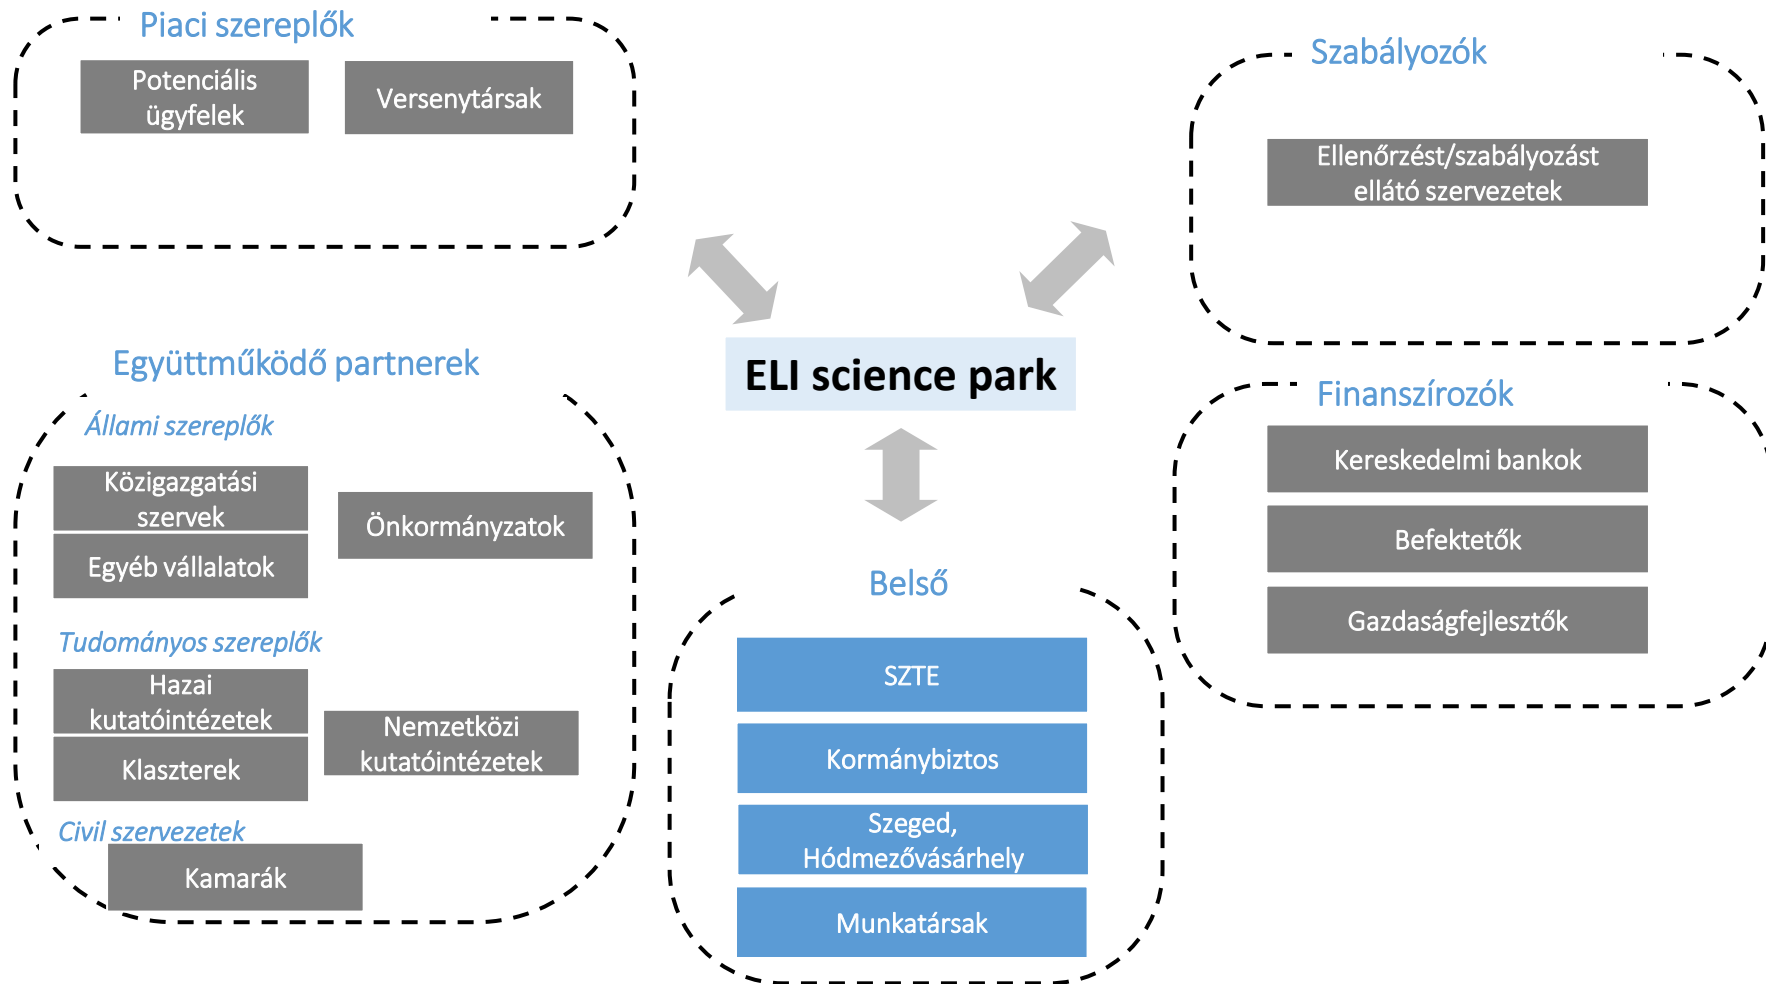 Piaci szereplők
Potenciális
ügyfelek
Versenytársak
Szabályozók
Ellenőrzést/szabályozást
ellátó szervezetek
ELI science park
Együttműködő partnerek
Állami szereplők
Közigazgatási
szervek
Egyéb vállalatok
Önkormányzatok
Tudományos szereplők
Hazai
kutatóintézetek
Klaszterek
Nemzetközi
kutatóintézetek
Civil szervezetek
Kamarák
Belső
SZTE
Kormánybiztos
Szeged,
Hódmezővásárhely
Munkatársak
Finanszírozók
Kereskedelmi bankok
Befektetők
Gazdaságfejlesztők